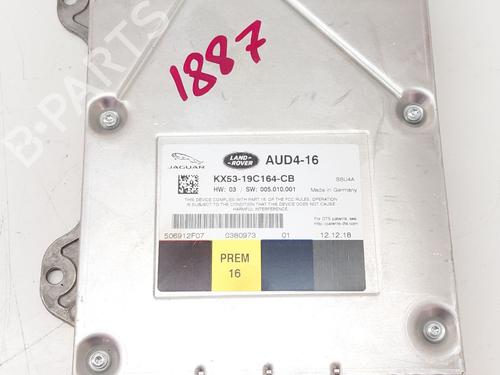 1887
B-PARTS
JAGUAR
LAND ROVER
AUD4-16
KX53-19C164-CB
S6U4A
HW: 03 / SW: 005.010.001
Made in Germany
THIS DEVICE COMPLIES WITH PART 15 OF THE FCC RULES. OPERATION
IS SUBJECT TO THE CONDITION THAT THIS DEVICE DOES NOT CAUSE
HARMFUL INTERFERENCE.
For DTS patents, see
http://patents.dts.com
S06912F07
0380973
01
12.12.18
PREM
16